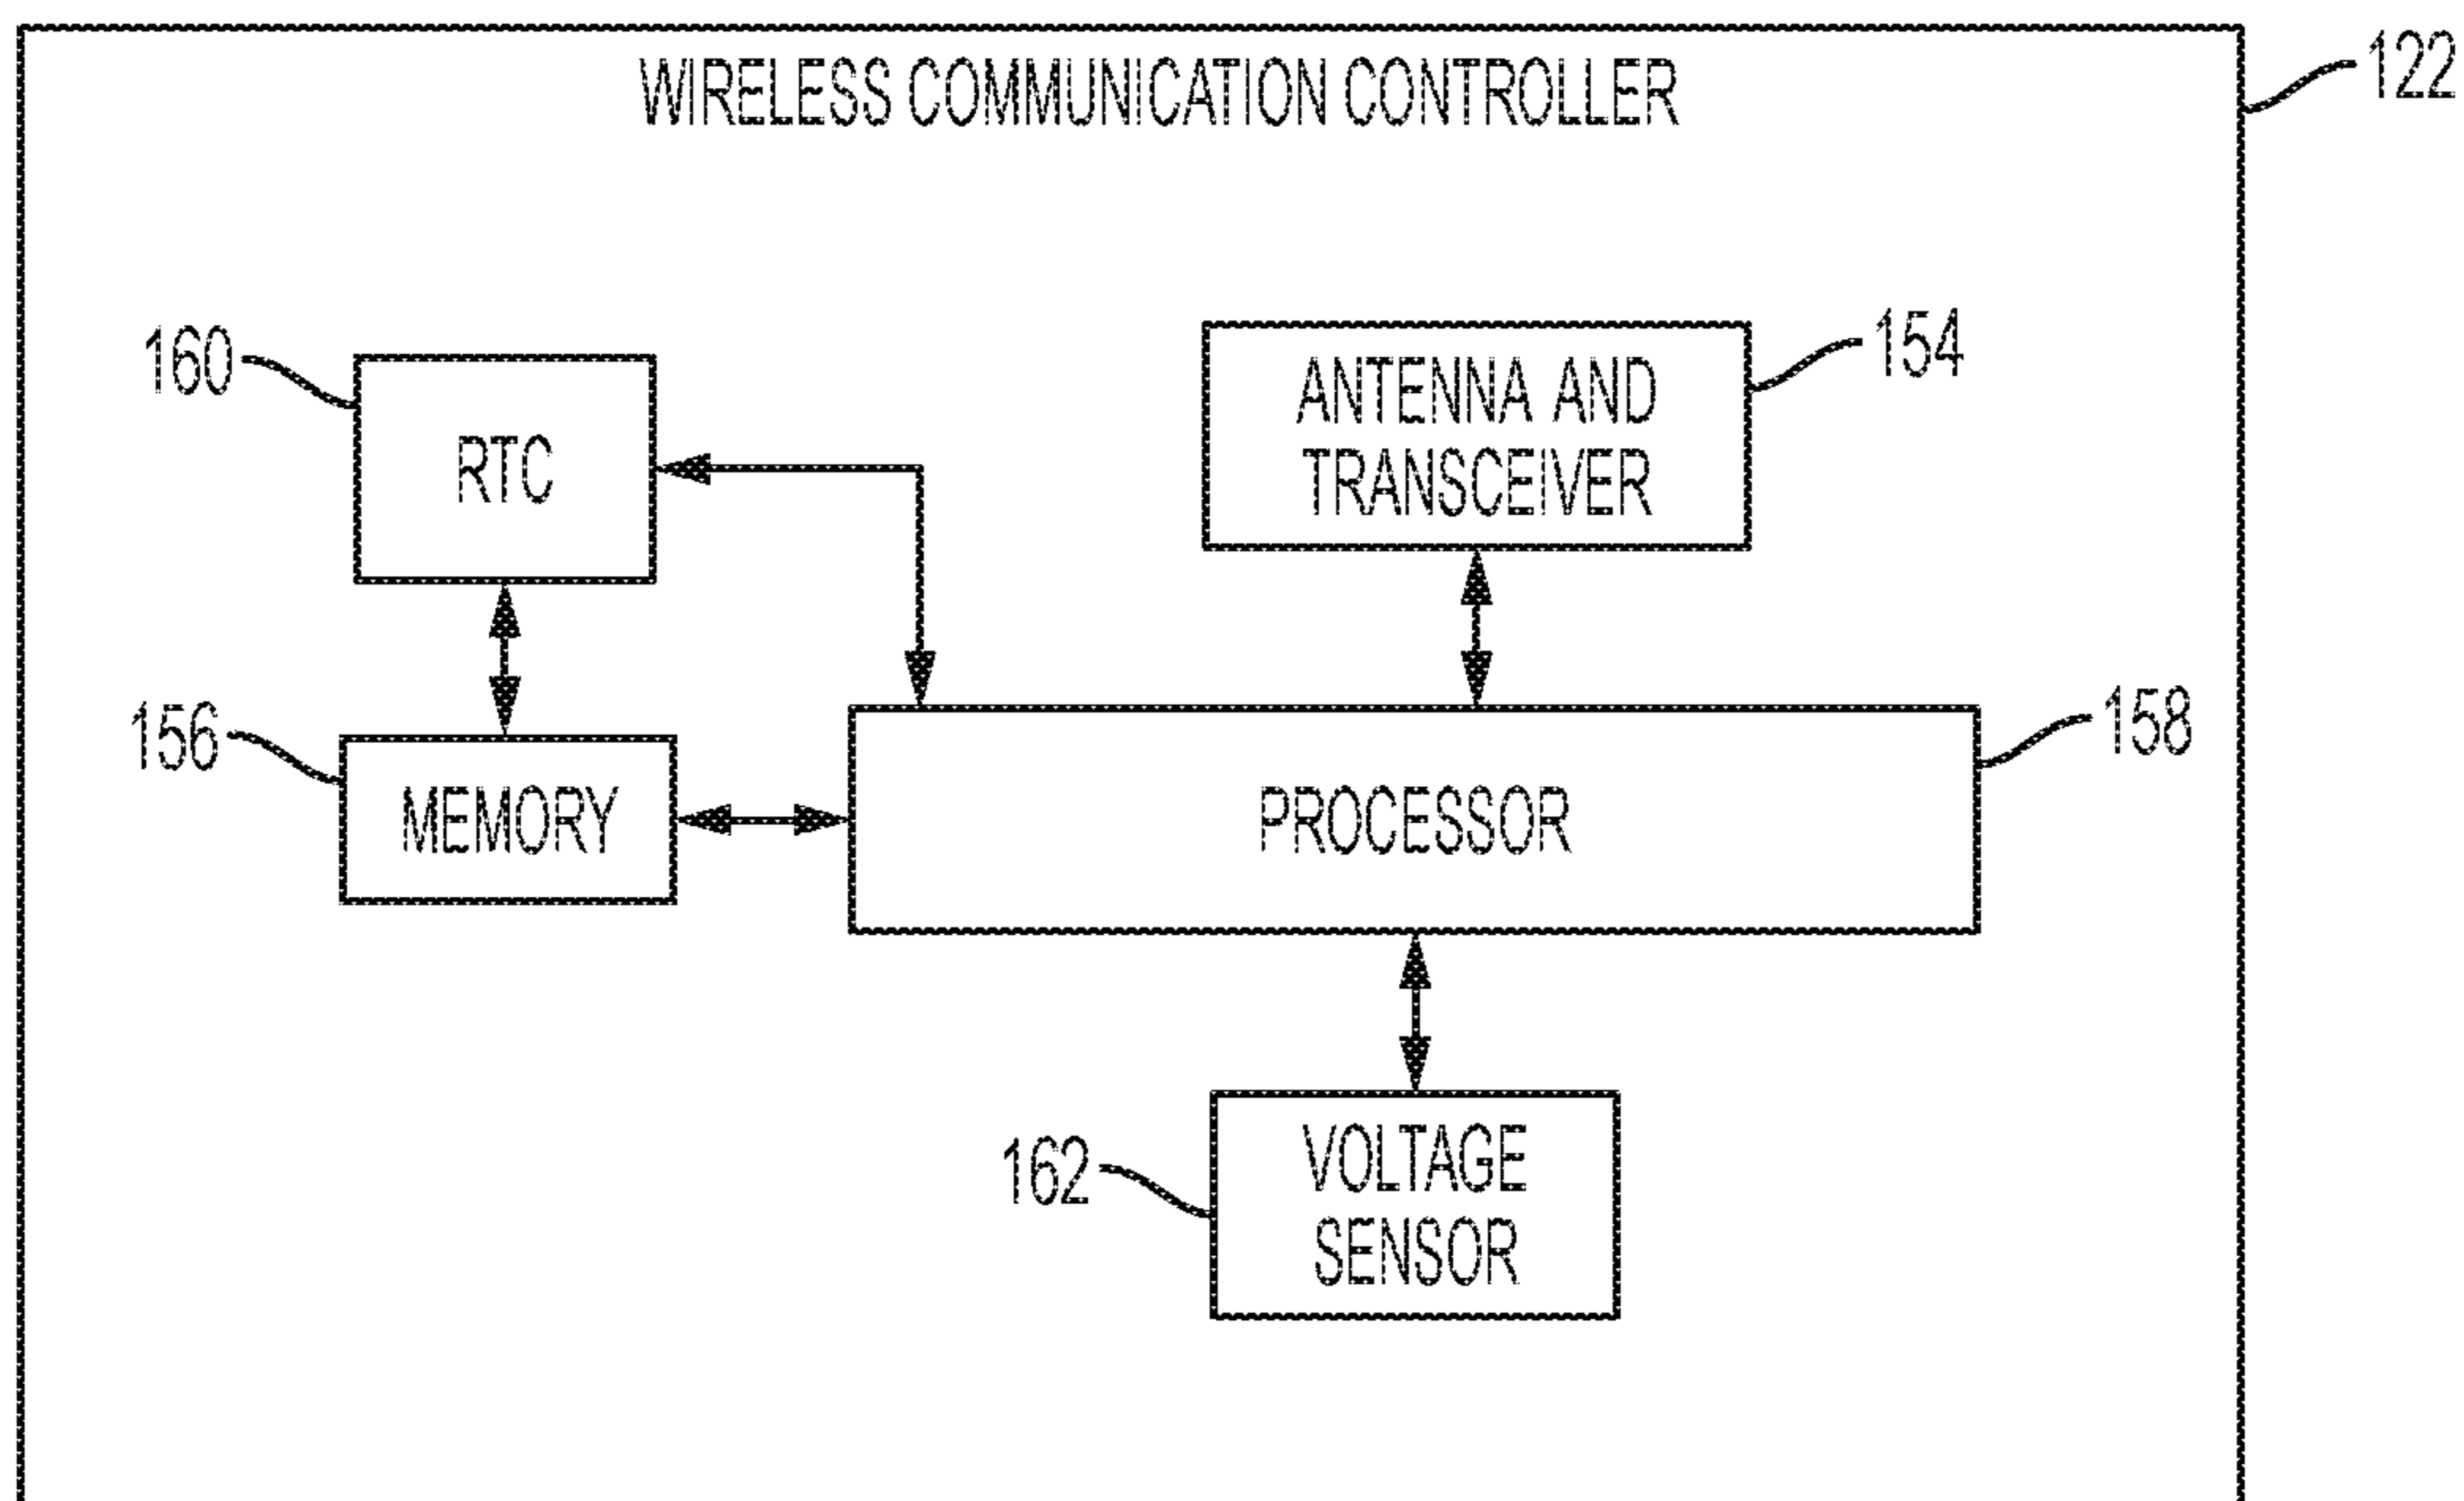 WIRELESS COMMUNICATION CONTROLLER
122
160
RTC
ANTENNA AND
TRANSCEIVER
154
156
MEMORY
PROCESSOR
158
162
VOLTAGE
SENSOR